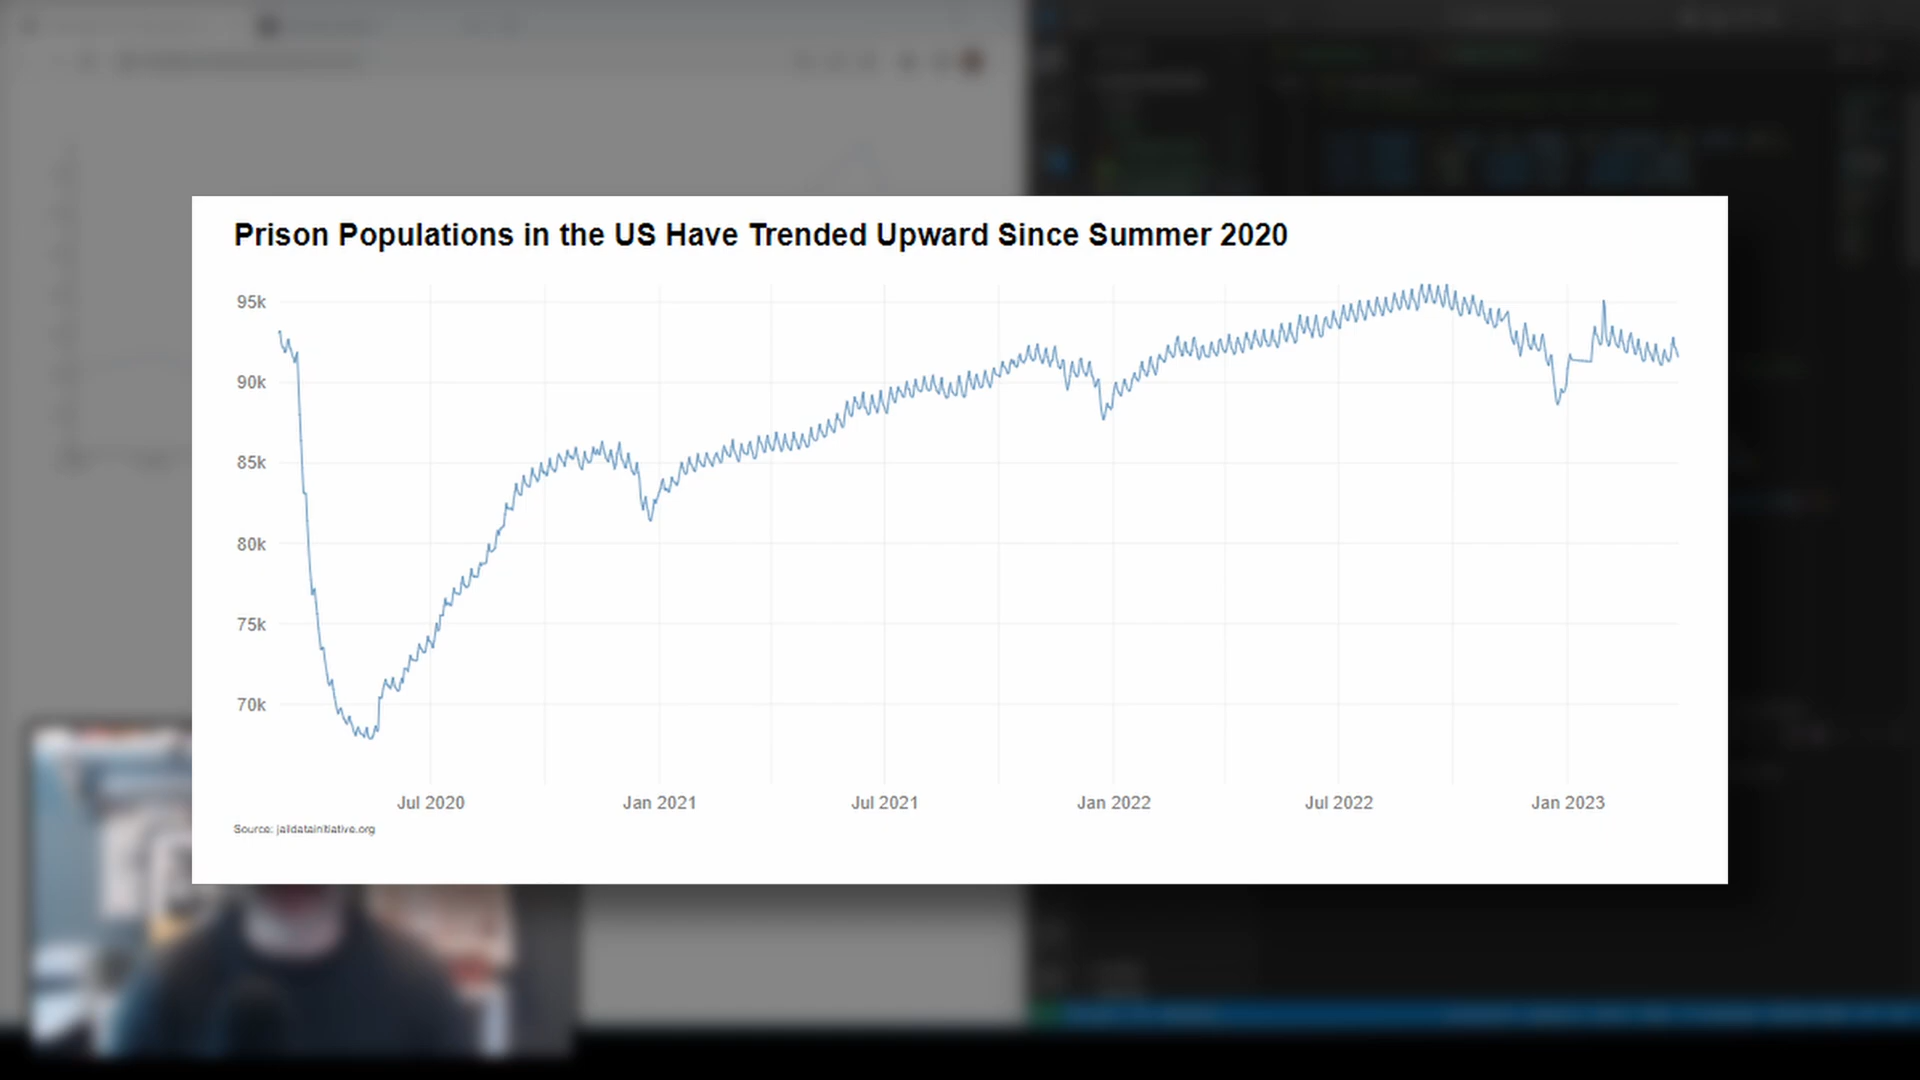 Prison Populations in the US Have Trended Upward Since Summer 2020
95k
90k
85k
80k
75k
70k
Jul 2020 Jan 2021 Jul 2021 Jan 2022 Jul 2022 Jan 2023
Source: jaildatainitiative.org